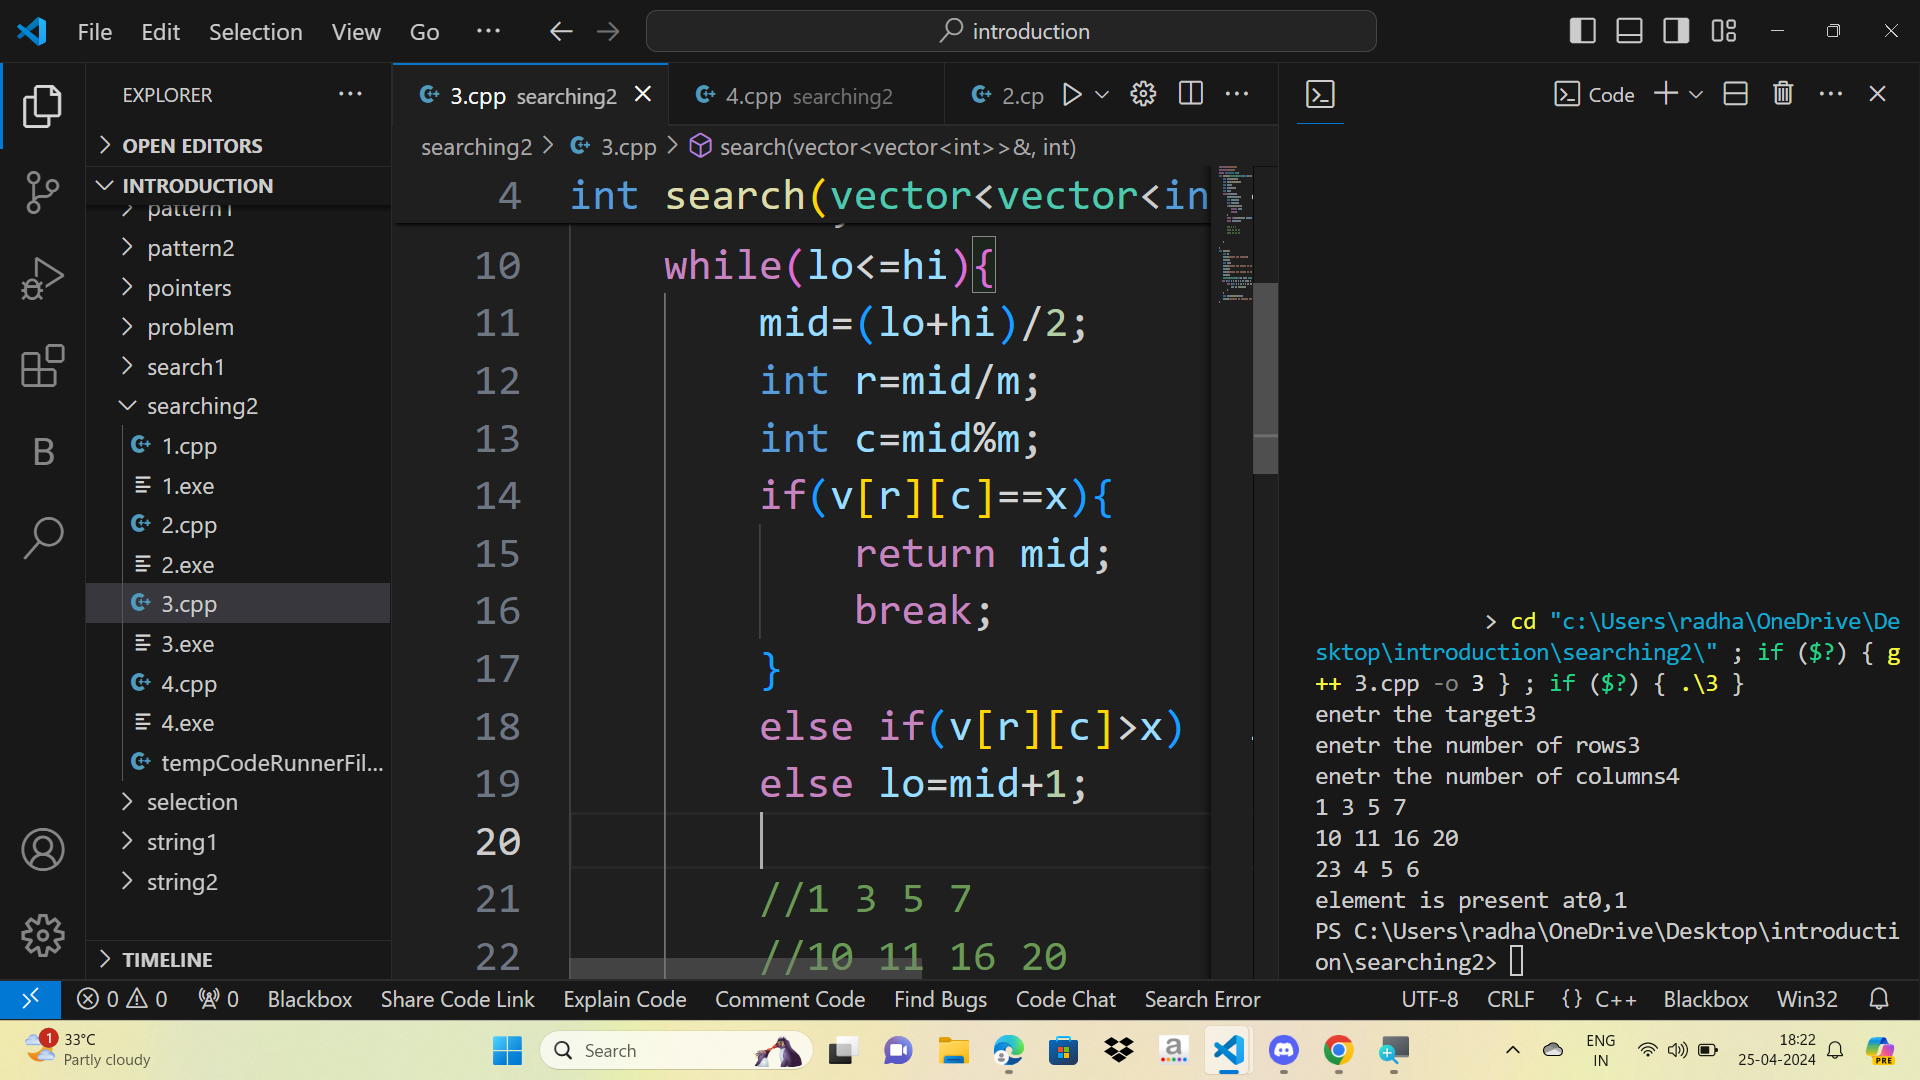 File Edit Selection View Go ···
introduction
EXPLORER ···
OPEN EDITORS
INTRODUCTION
pattern1
pattern2
pointers
problem
search1
searching2
1.cpp
1.exe
2.cpp
2.exe
3.cpp
3.exe
4.cpp
4.exe
tempCodeRunnerFil...
selection
string1
string2
TIMELINE
B
3.cpp searching2
4.cpp searching2
2.cp
searching2 > 3.cpp > search(vector<vector<int>>&, int)
4 int search(vector<vector<in
10 while(lo<=hi){
11 mid=(lo+hi)/2;
12 int r=mid/m;
13 int c=mid%m;
14 if(v[r][c]==x){
15 return mid;
16 break;
17 }
18 else if(v[r][c]>x)
19 else lo=mid+1;
20
21 //1 3 5 7
22 //10 11 16 20
Code
> cd "c:\Users\radha\OneDrive\De
sktop\introduction\searching2\" ; if ($?) { g
++ 3.cpp -o 3 } ; if ($?) { .\3 }
enetr the target3
enetr the number of rows3
enetr the number of columns4
1 3 5 7
10 11 16 20
23 4 5 6
element is present at0,1
PS C:\Users\radha\OneDrive\Desktop\introducti
on\searching2>
0 0 0 Blackbox Share Code Link Explain Code Comment Code Find Bugs Code Chat Search Error UTF-8 CRLF {} C++ Blackbox Win32
1 33°C
Partly cloudy
Search
a
ENG
IN
18:22
25-04-2024
PRE